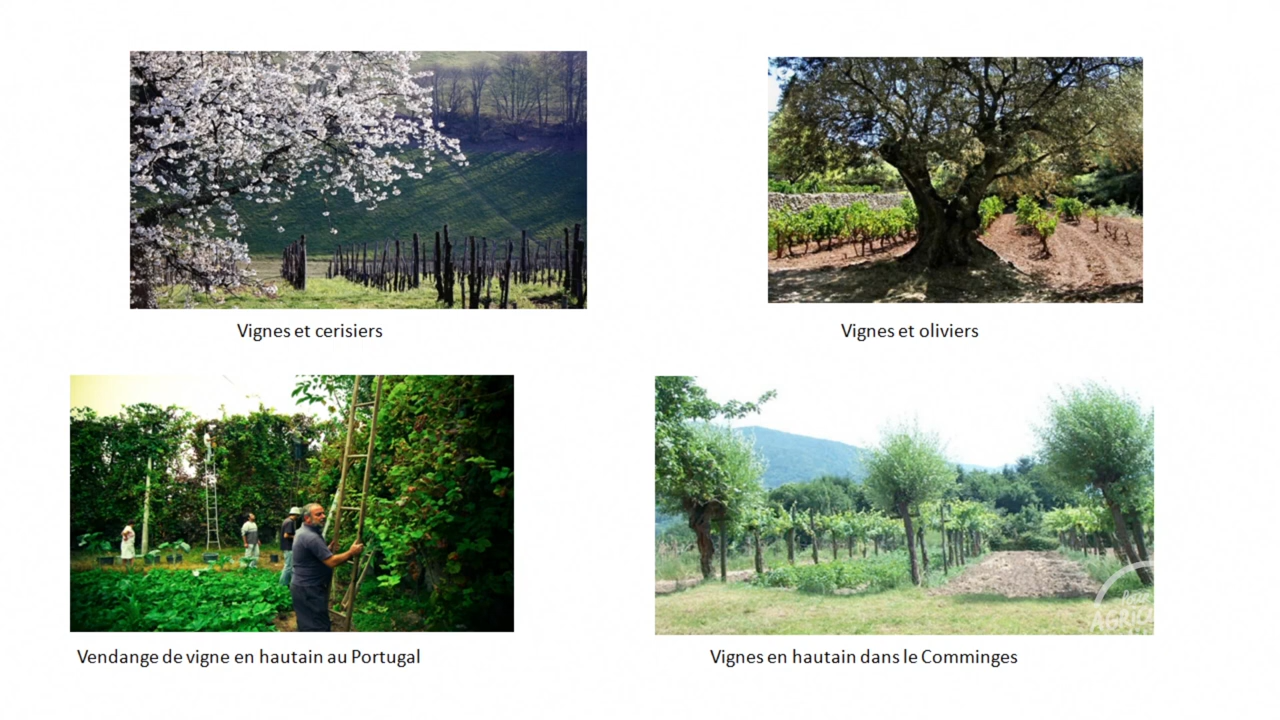 Vignes et cerisiers
Vignes et oliviers
Vendange de vigne en hautain au Portugal
Vignes en hautain dans le Comminges